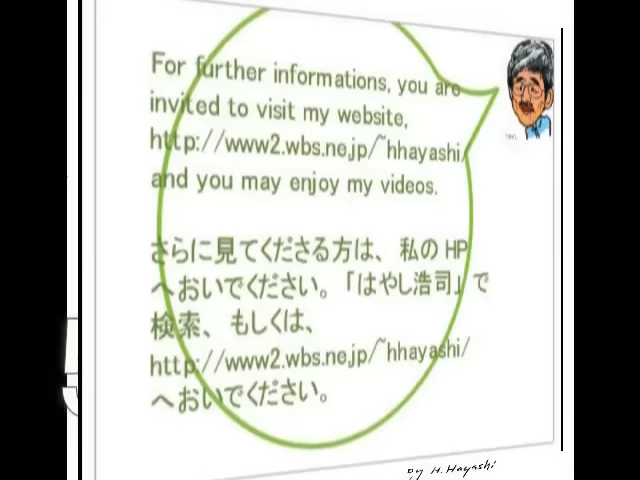 For further informations, you are
invited to visit my website,
http://www2.wbs.ne.jp/~hhayashi/
and you may enjoy my videos.
さらに見てくださる方は、 私の HP
へおいでください。「はやし浩司」で
検索、もしくは、
http://www2.wbs.ne.jp/~hhayashi/
へおいでください。
by H. Hayashi